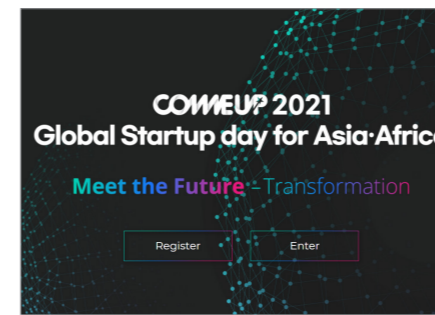 COMEUP 2021
Global Startup day for Asia·Afric
Meet the Future – Transformation
Register
Enter